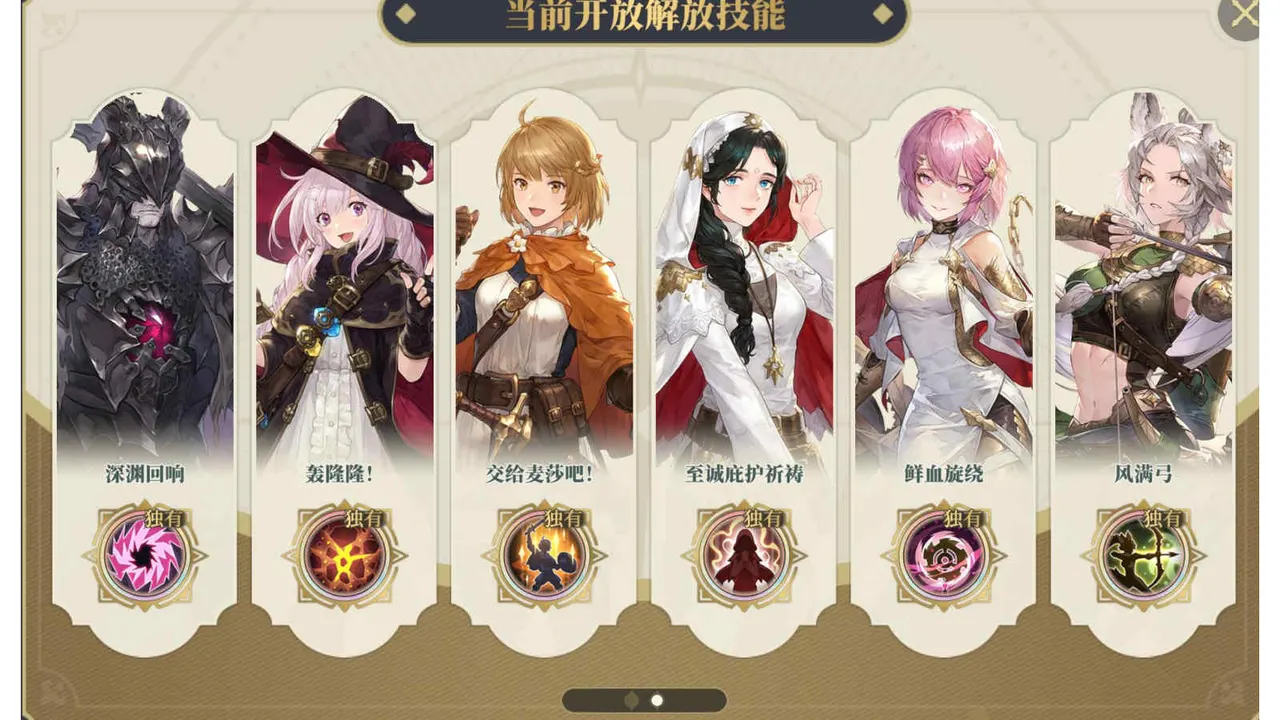 当前开放解放技能
深渊回响
轰隆隆!
交给麦莎吧!
至诚庇护祈祷
鲜血旋绕
风满弓
独有
独有
独有
独有
独有
独有